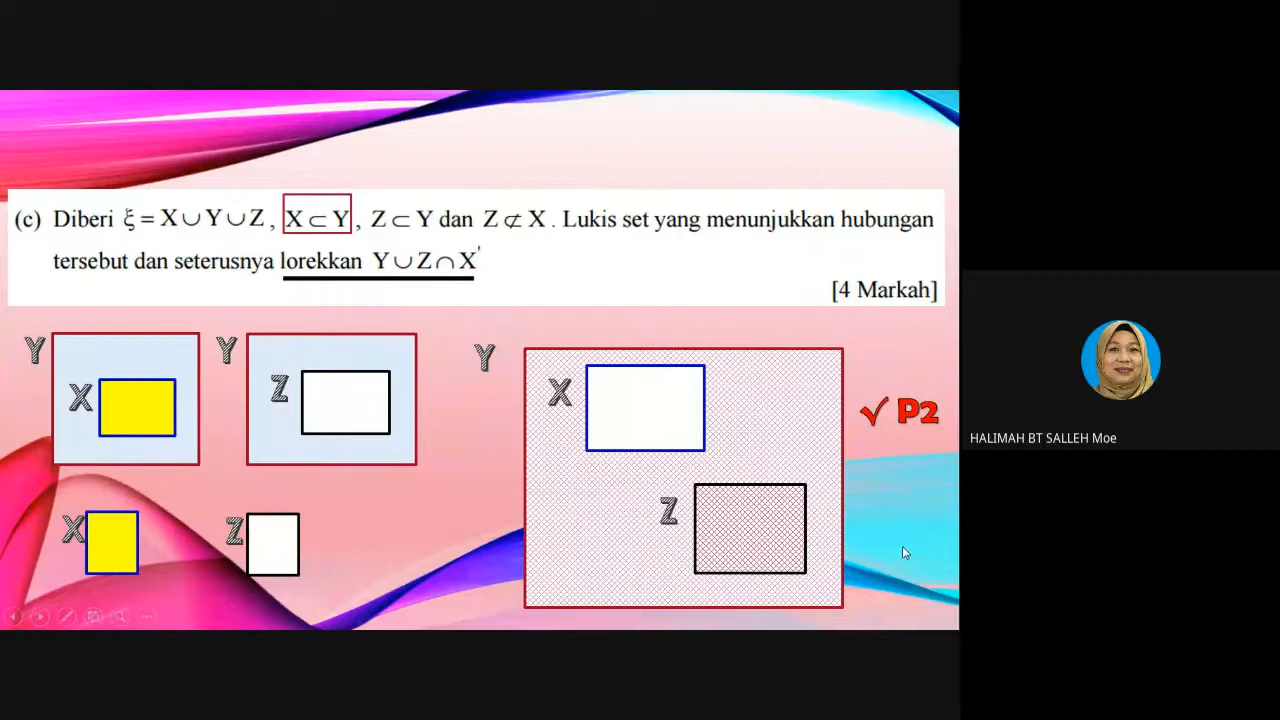 (c) Diberi ξ = X ∪ Y ∪ Z , X ⊂ Y , Z ⊂ Y dan Z ⊄ X . Lukis set yang menunjukkan hubungan
tersebut dan seterusnya lorekkan Y ∪ Z ∩ X'
[4 Markah]
Y
X
Y
Z
Y
X
Z
√ P2
X
Z
HALIMAH BT SALLEH Moe